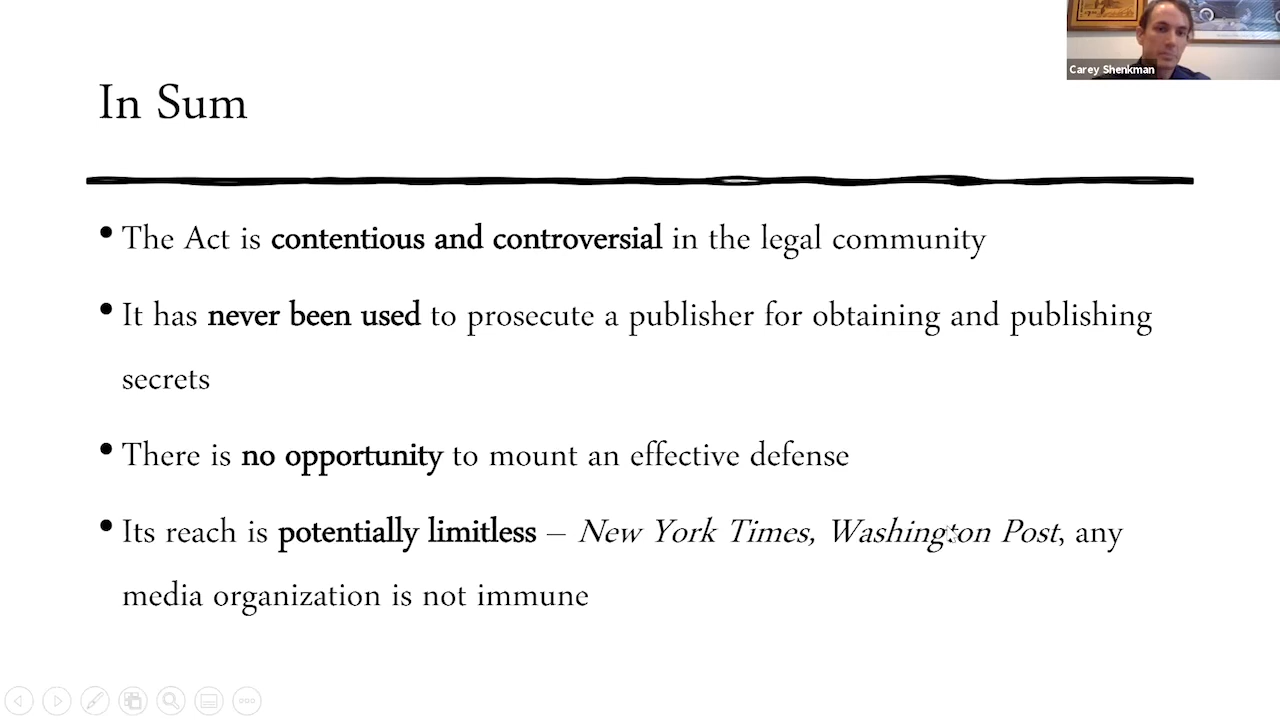 Carey Shenkman
In Sum
• The Act is contentious and controversial in the legal community
• It has never been used to prosecute a publisher for obtaining and publishing
secrets
• There is no opportunity to mount an effective defense
• Its reach is potentially limitless – New York Times, Washington Post, any
media organization is not immune